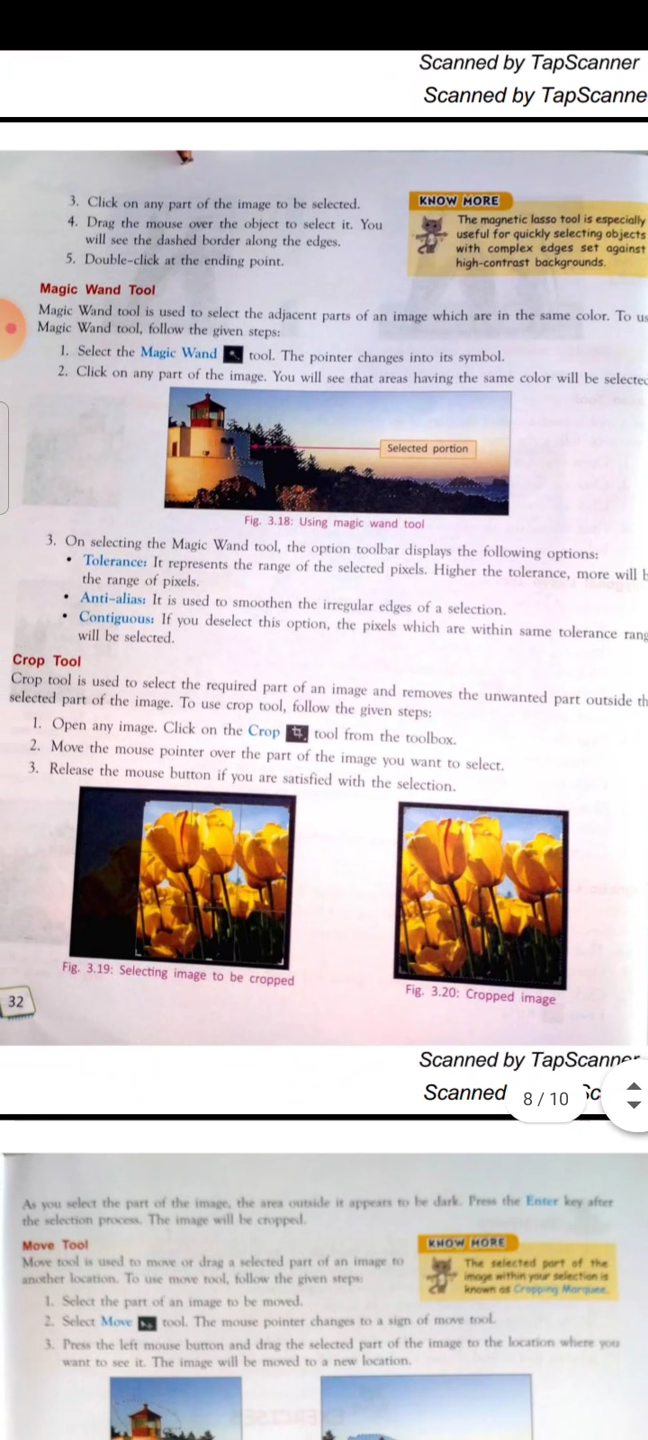 Scanned by TapScanner
Scanned by TapScanne
3. Click on any part of the image to be selected.
4. Drag the mouse over the object to select it. You
will see the dashed border along the edges.
5. Double-click at the ending point.
KNOW MORE
The magnetic lasso tool is especially
useful for quickly selecting objects
with complex edges set against
high-contrast backgrounds.
Magic Wand Tool
Magic Wand tool is used to select the adjacent parts of an image which are in the same color. To us
Magic Wand tool, follow the given steps:
1. Select the Magic Wand tool. The pointer changes into its symbol.
2. Click on any part of the image. You will see that areas having the same color will be selected
Selected portion
Fig. 3.18: Using magic wand tool
3. On selecting the Magic Wand tool, the option toolbar displays the following options:
• Tolerance: It represents the range of the selected pixels. Higher the tolerance, more will b
the range of pixels.
• Anti-alias: It is used to smoothen the irregular edges of a selection.
• Contiguous: If you deselect this option, the pixels which are within same tolerance rang
will be selected.
Crop Tool
Crop tool is used to select the required part of an image and removes the unwanted part outside th
selected part of the image. To use crop tool, follow the given steps:
1. Open any image. Click on the Crop tool from the toolbox.
2. Move the mouse pointer over the part of the image you want to select.
3. Release the mouse button if you are satisfied with the selection.
Fig. 3.19: Selecting image to be cropped
Fig. 3.20: Cropped image
32
Scanned by TapScanner
Scanned
8 / 10
Sc
As you select the part of the image, the area outside it appears to be dark. Press the Enter key after
the selection process. The image will be cropped.
Move Tool
Move tool is used to move or drag a selected part of an image to
another location. To use move tool, follow the given steps:
KNOW MORE
The selected part of the
image within your selection is
known as Cropping Marquee.
1. Select the part of an image to be moved.
2. Select Move tool. The mouse pointer changes to a sign of move tool.
3. Press the left mouse button and drag the selected part of the image to the location where you
want to see it. The image will be moved to a new location.